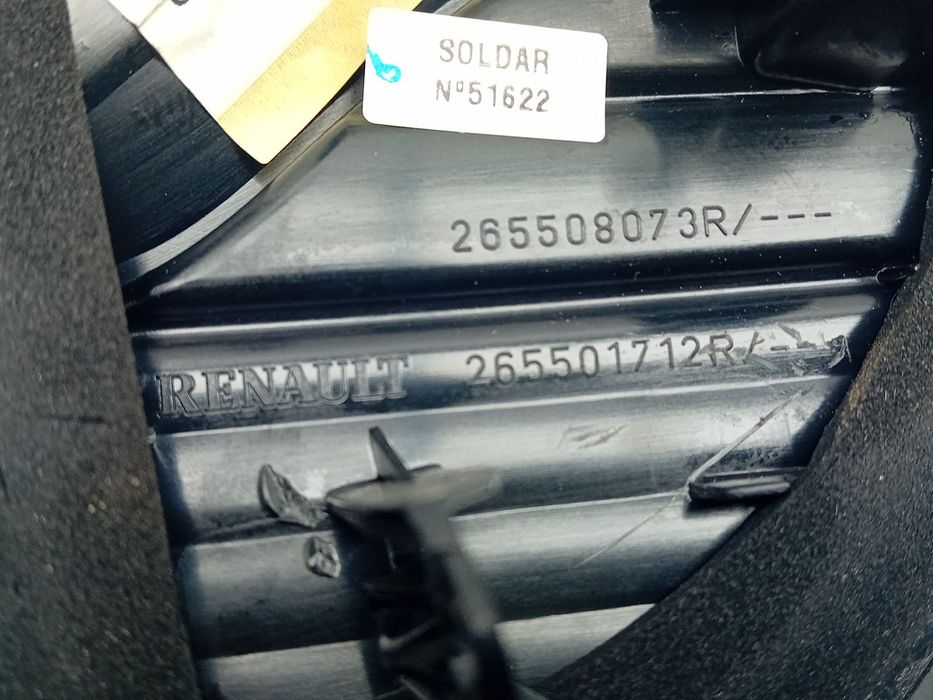 SOLDAR
Nº51622
265508073R/---
RENAULT 265501712R/--